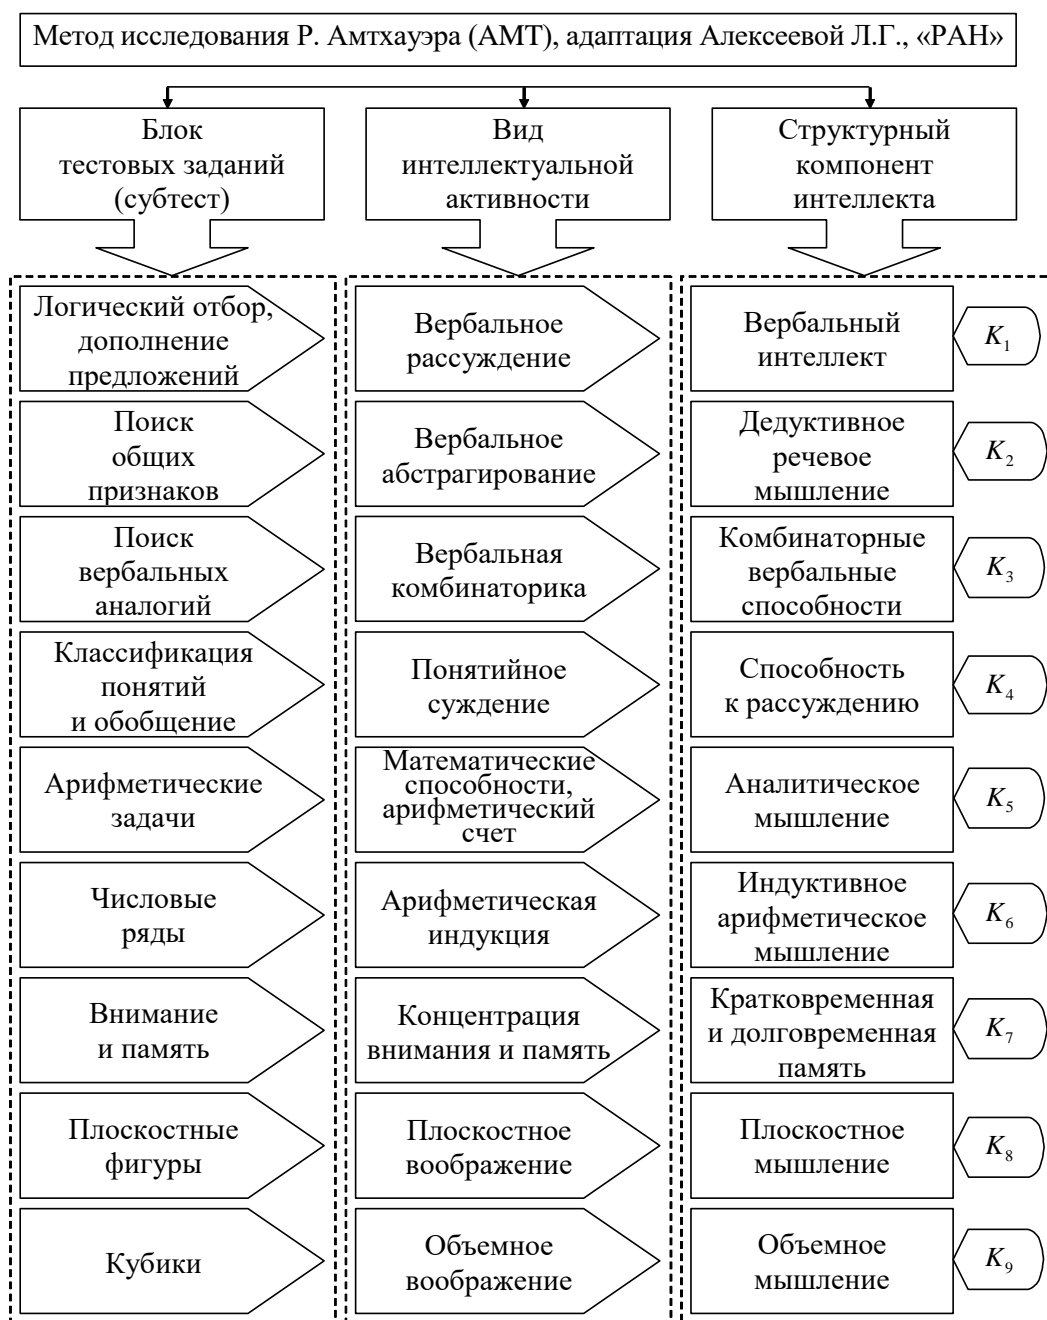 Метод исследования Р. Амтхауэра (АМТ), адаптация Алексеевой Л.Г., «РАН»
Блок
тестовых заданий
(субтест)
Вид
интеллектуальной
активности
Структурный
компонент
интеллекта
Логический отбор,
дополнение
предложений
Вербальное
рассуждение
Вербальный
интеллект
K1
Поиск
общих
признаков
Вербальное
абстрагирование
Дедуктивное
речевое
мышление
K2
Поиск
вербальных
аналогий
Вербальная
комбинаторика
Комбинаторные
вербальные
способности
K3
Классификация
понятий
и обобщение
Понятийное
суждение
Способность
к рассуждению
K4
Арифметические
задачи
Математические
способности,
арифметический
счет
Аналитическое
мышление
K5
Числовые
ряды
Арифметическая
индукция
Индуктивное
арифметическое
мышление
K6
Внимание
и память
Концентрация
внимания и память
Кратковременная
и долговременная
память
K7
Плоскостные
фигуры
Плоскостное
воображение
Плоскостное
мышление
K8
Кубики
Объемное
воображение
Объемное
мышление
K9